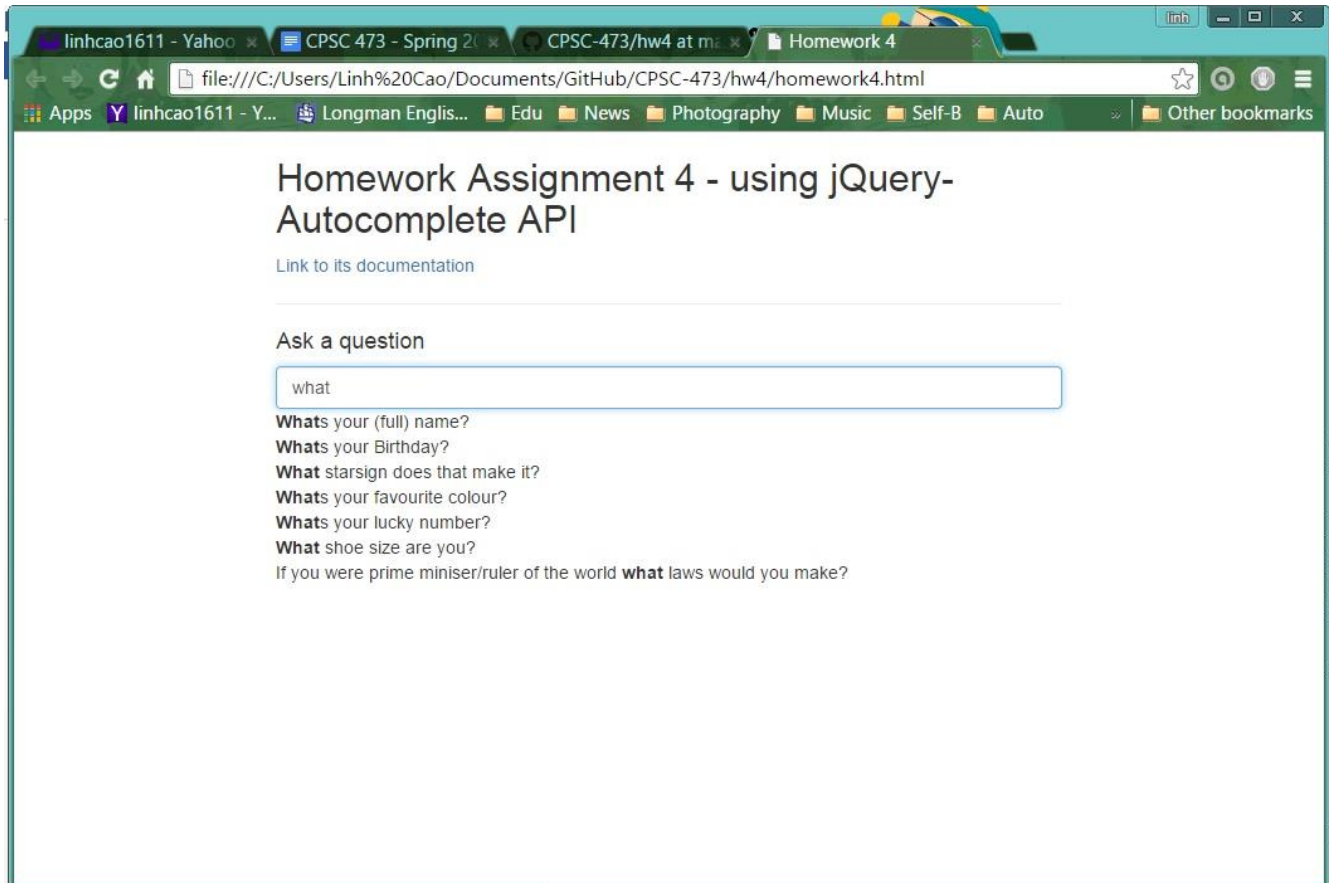 linh
linhcao1611 - Yahoo
CPSC 473 - Spring 20
CPSC-473/hw4 at ma
Homework 4
file:///C:/Users/Linh%20Cao/Documents/GitHub/CPSC-473/hw4/homework4.html
Apps
Y linhcao1611 - Y...
Longman Englis...
Edu
News
Photography
Music
Self-B
Auto
»
Other bookmarks
Homework Assignment 4 - using jQuery-
Autocomplete API
Link to its documentation
Ask a question
what
Whats your (full) name?
Whats your Birthday?
What starsign does that make it?
Whats your favourite colour?
Whats your lucky number?
What shoe size are you?
If you were prime miniser/ruler of the world what laws would you make?